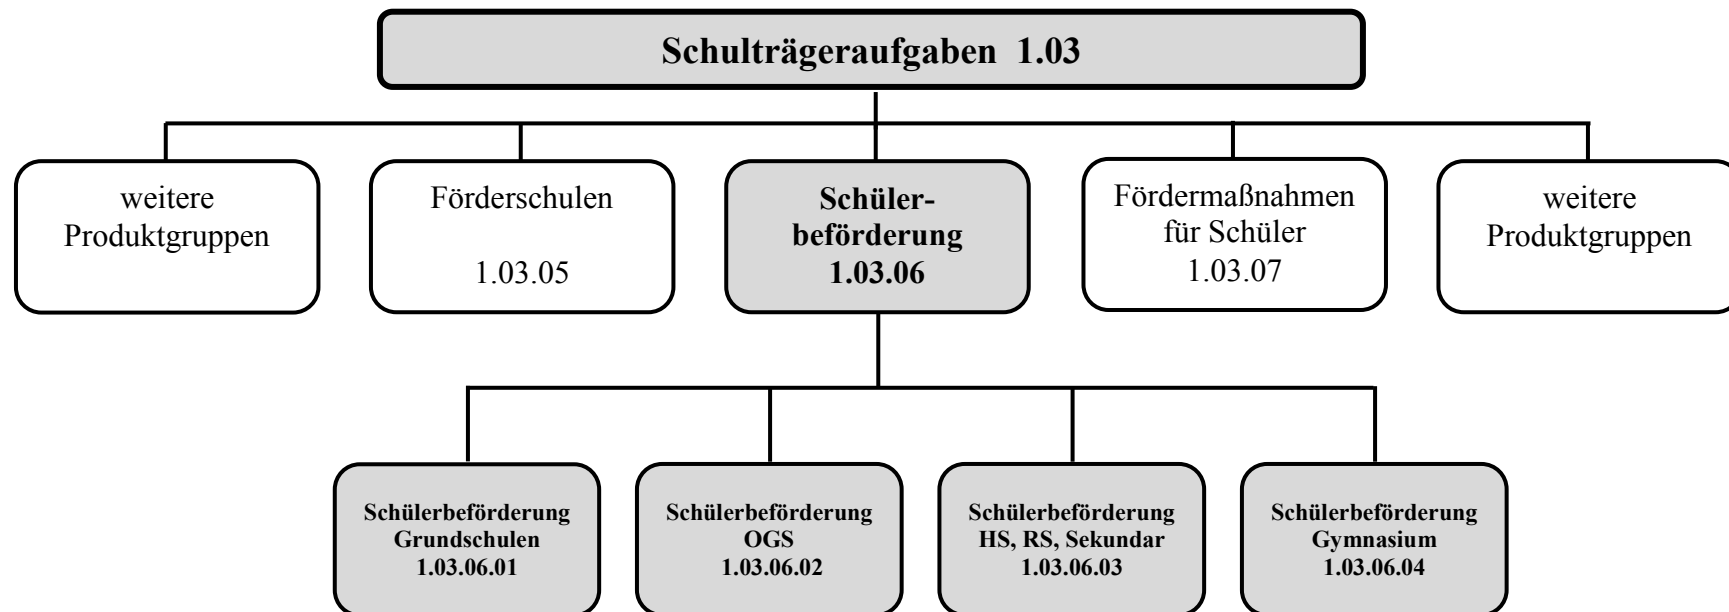 Schulträgeraufgaben 1.03
weitere
Produktgruppen
Förderschulen
1.03.05
Schüler-
beförderung
1.03.06
Fördermaßnahmen
für Schüler
1.03.07
weitere
Produktgruppen
Schülerbeförderung
Grundschulen
1.03.06.01
Schülerbeförderung
OGS
1.03.06.02
Schülerbeförderung
HS, RS, Sekundar
1.03.06.03
Schülerbeförderung
Gymnasium
1.03.06.04